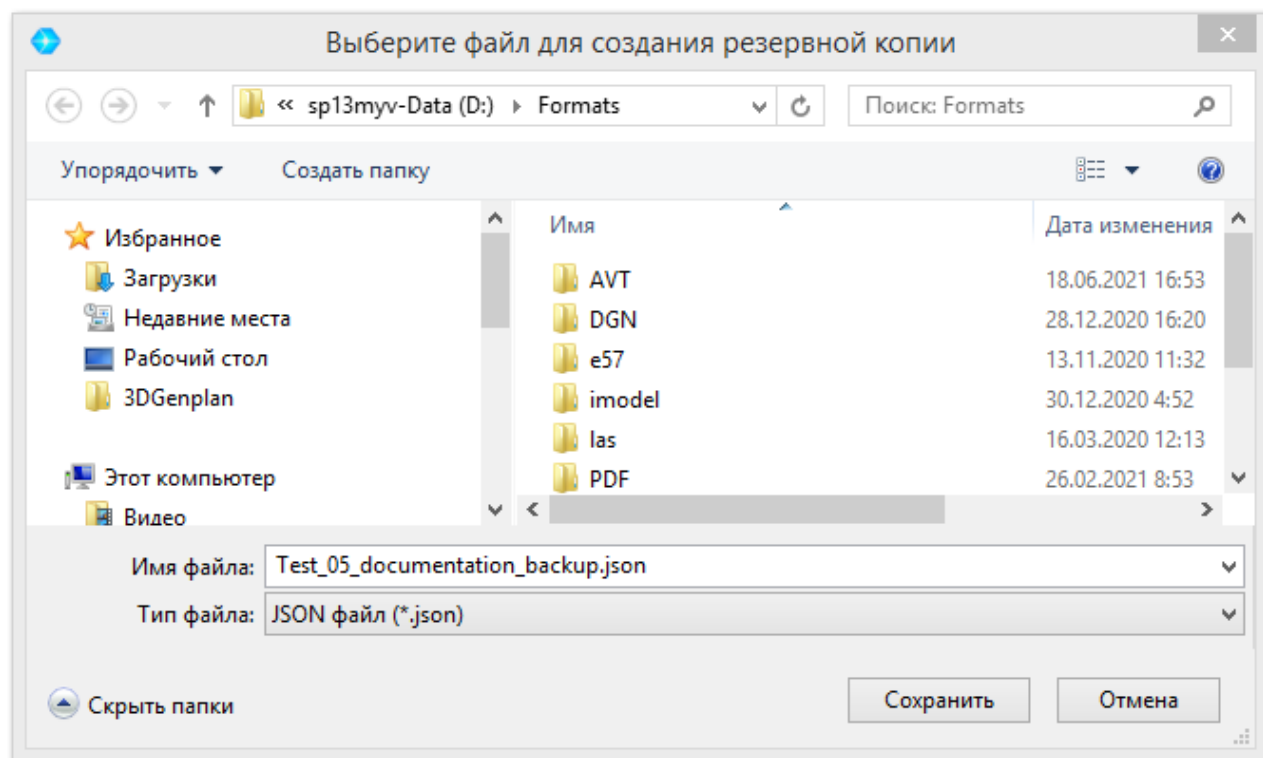 Выберите файл для создания резервной копии
« sp13myv-Data (D:) Formats
Поиск: Formats
Упорядочить Создать папку
Избранное
Загрузки
Недавние места
Рабочий стол
3DGenplan
Этот компьютер
Видео
Имя Дата изменения
AVT 18.06.2021 16:53
DGN 28.12.2020 16:20
e57 13.11.2020 11:32
imodel 30.12.2020 4:52
las 16.03.2020 12:13
PDF 26.02.2021 8:53
Имя файла: Test_05_documentation_backup.json
Тип файла: JSON файл (*.json)
Скрыть папки Сохранить Отмена